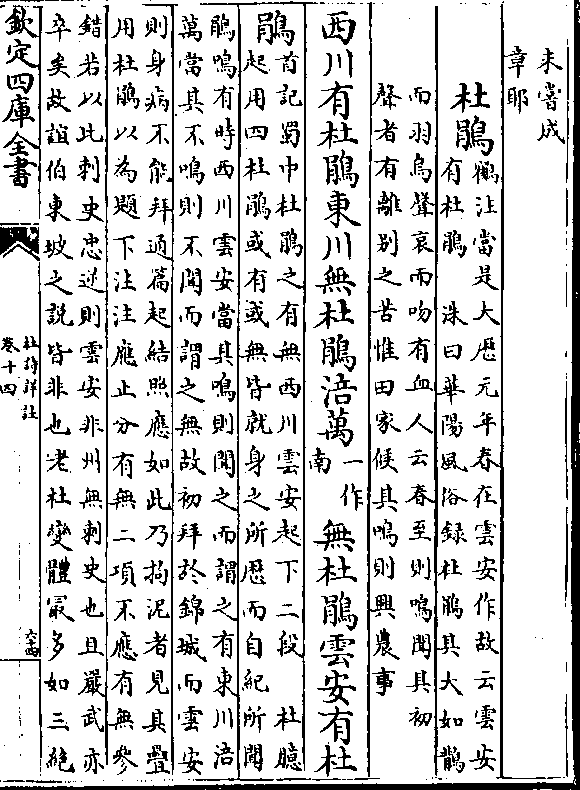 未嘗成
章耶
杜鵑鶴注當是大歷元年春在雲安作故云雲安
有杜鵑 洙曰華陽風俗録杜鵑其大如鵲
而羽烏聲哀而吻有血人云春至則鳴聞其初
聲者有離别之苦惟田家候其鳴則興農事
西川有杜鵑東川無杜鵑涪萬一作
南無杜鵑雲安有杜
鵑首記蜀中杜鵑之有無西川雲安起下二段 杜臆
起用四杜鵑或有或無皆就身之所歷而自紀所聞
鵑鳴有時西川雲安當其鳴則聞之而謂之有東川涪
萬當其不鳴則不聞而謂之無故初拜於錦城而雲安
則身病不能拜通篇起結照應如此乃拘泥者見其疊
用杜鵑以為題下注注應止分有無二項不應有無參
錯若以此刺史忠逆則雲安非州無刺史也且嚴武亦
卒矣故誼伯東坡之説皆非也老杜變體㝡多如三絶
欽定四庫全書
杜詩詳註
卷十四
六十四